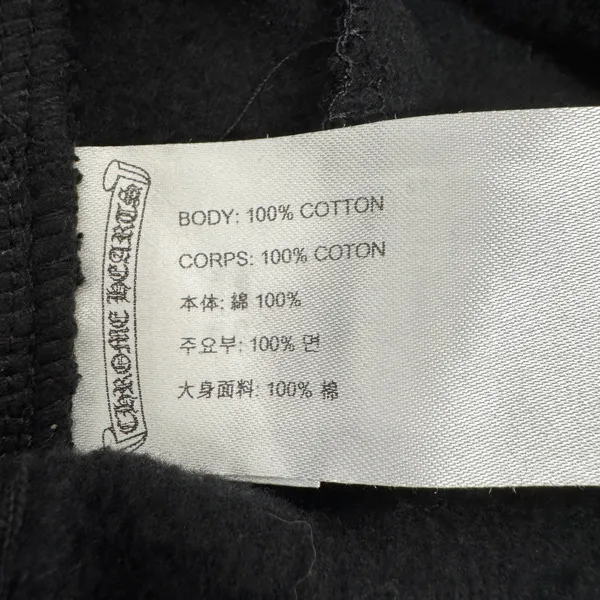 CHROME HEARTS
BODY: 100% COTTON
CORPS: 100% COTON
本体: 綿 100%
주요부: 100% 면
大身面料: 100% 棉